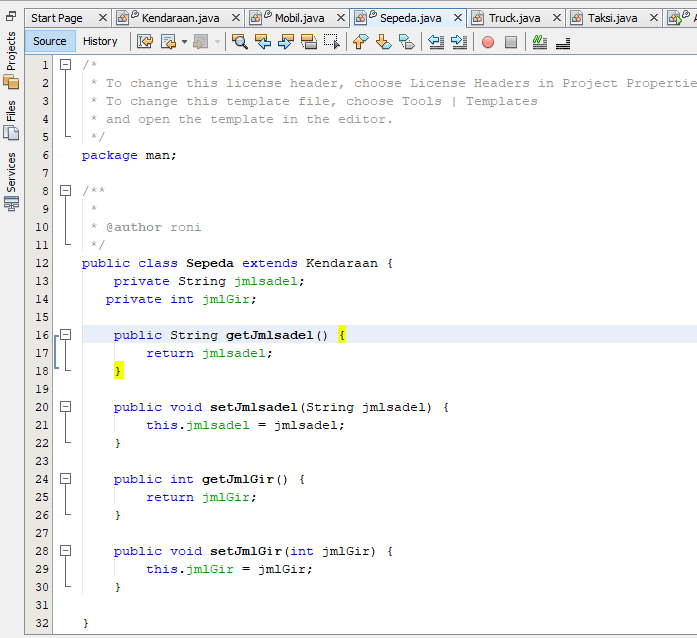 Start Page
Kendaraan.java
Mobil.java
Sepeda.java
Truck.java
Taksi.java
Source
History
Projects
Files
Services
1 /*
2 * To change this license header, choose License Headers in Project Propertie
3 * To change this template file, choose Tools | Templates
4 * and open the template in the editor.
5 */
6 package man;
7
8 /**
9 *
10 * @author roni
11 */
12 public class Sepeda extends Kendaraan {
13 private String jmlsadel;
14 private int jmlGir;
15
16 public String getJmlsadel() {
17 return jmlsadel;
18 }
19
20 public void setJmlsadel(String jmlsadel) {
21 this.jmlsadel = jmlsadel;
22 }
23
24 public int getJmlGir() {
25 return jmlGir;
26 }
27
28 public void setJmlGir(int jmlGir) {
29 this.jmlGir = jmlGir;
30 }
31
32 }